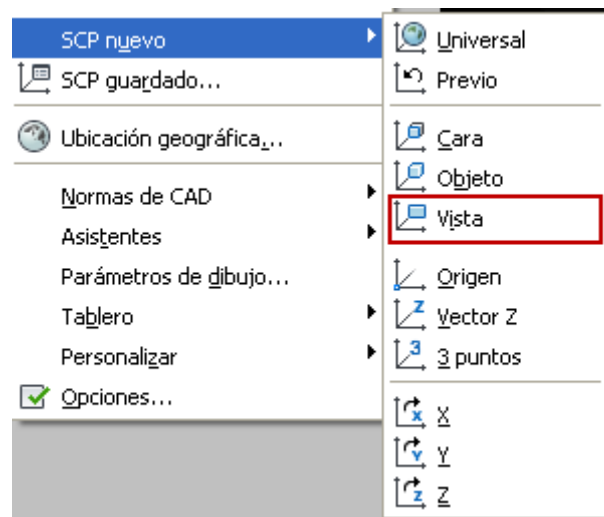 SCP nuevo
SCP guardado...
Ubicación geográfica...
Normas de CAD
Asistentes
Parámetros de dibujo...
Tablero
Personalizar
Opciones...
Universal
Previo
Cara
Objeto
Vista
Origen
Z Vector Z
3 3 puntos
X X
Y Y
Z Z